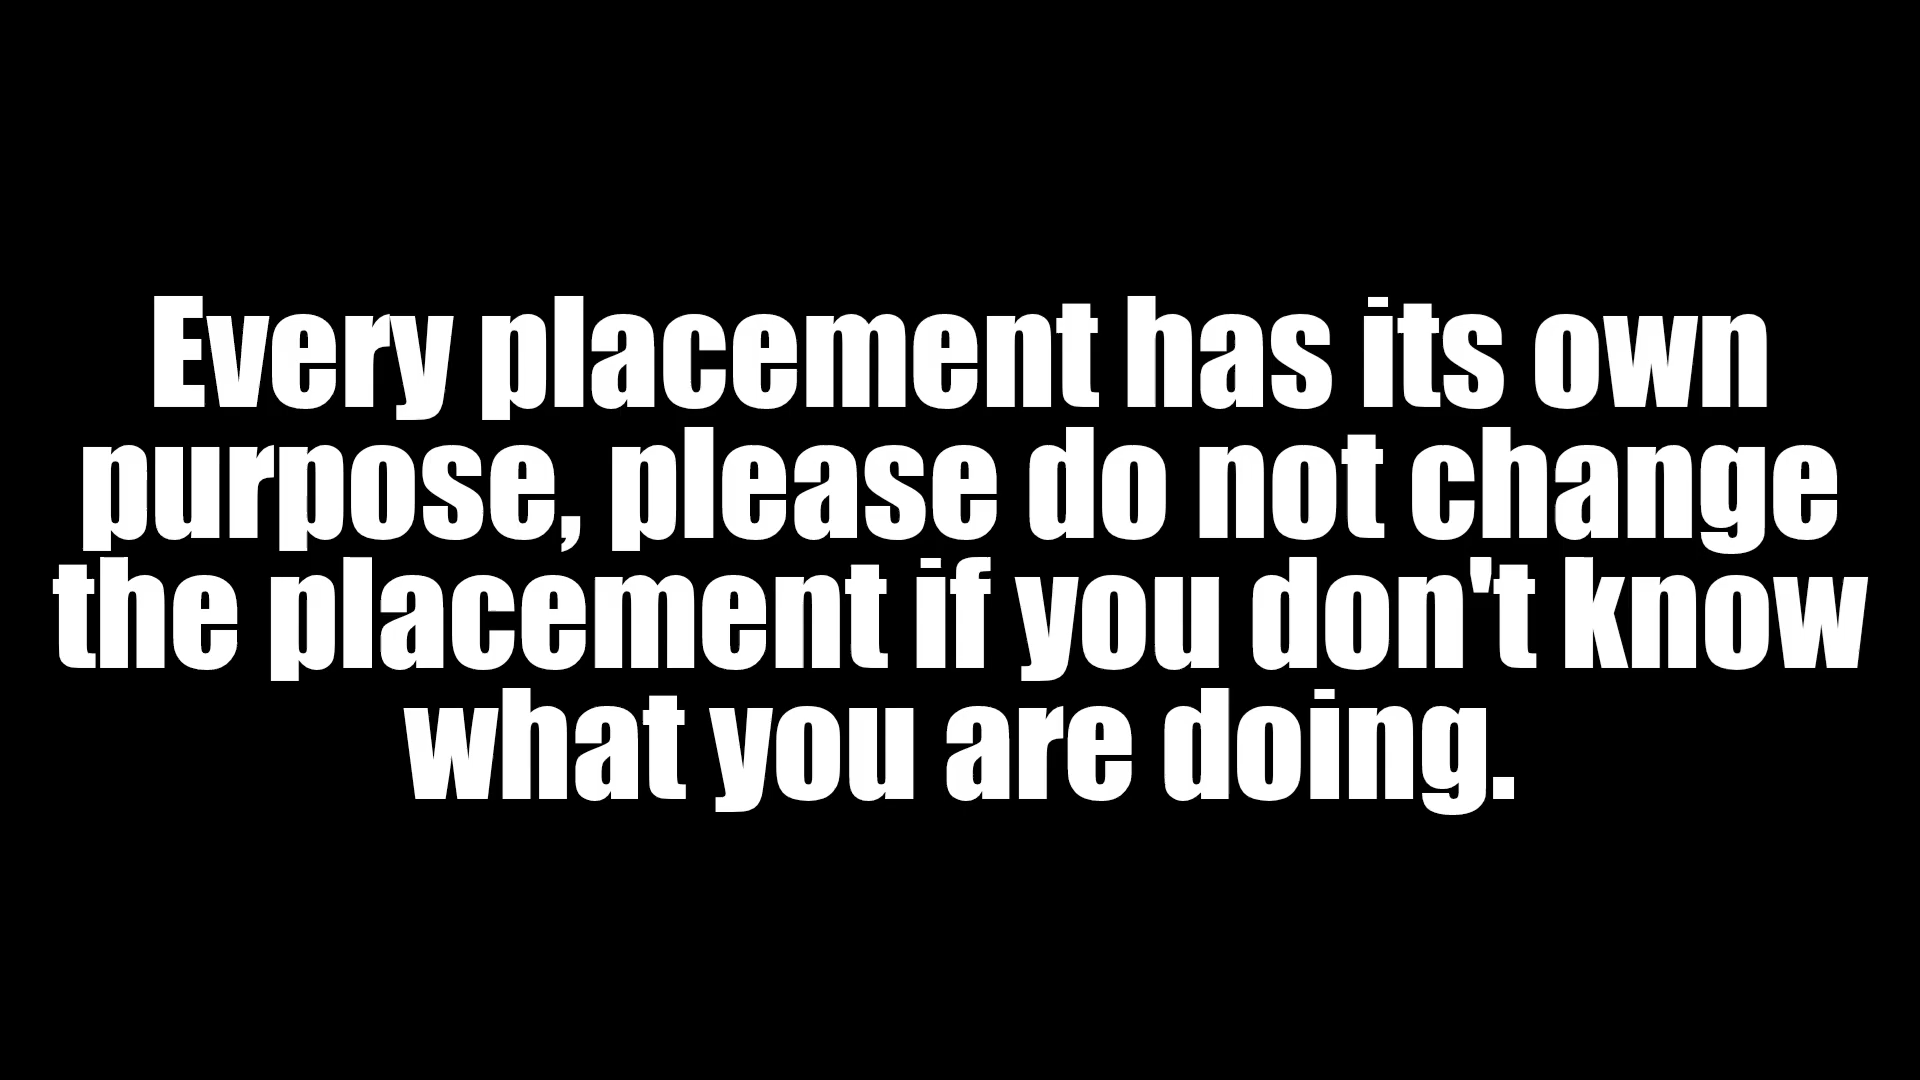 Every placement has its own
purpose, please do not change
the placement if you don't know
what you are doing.